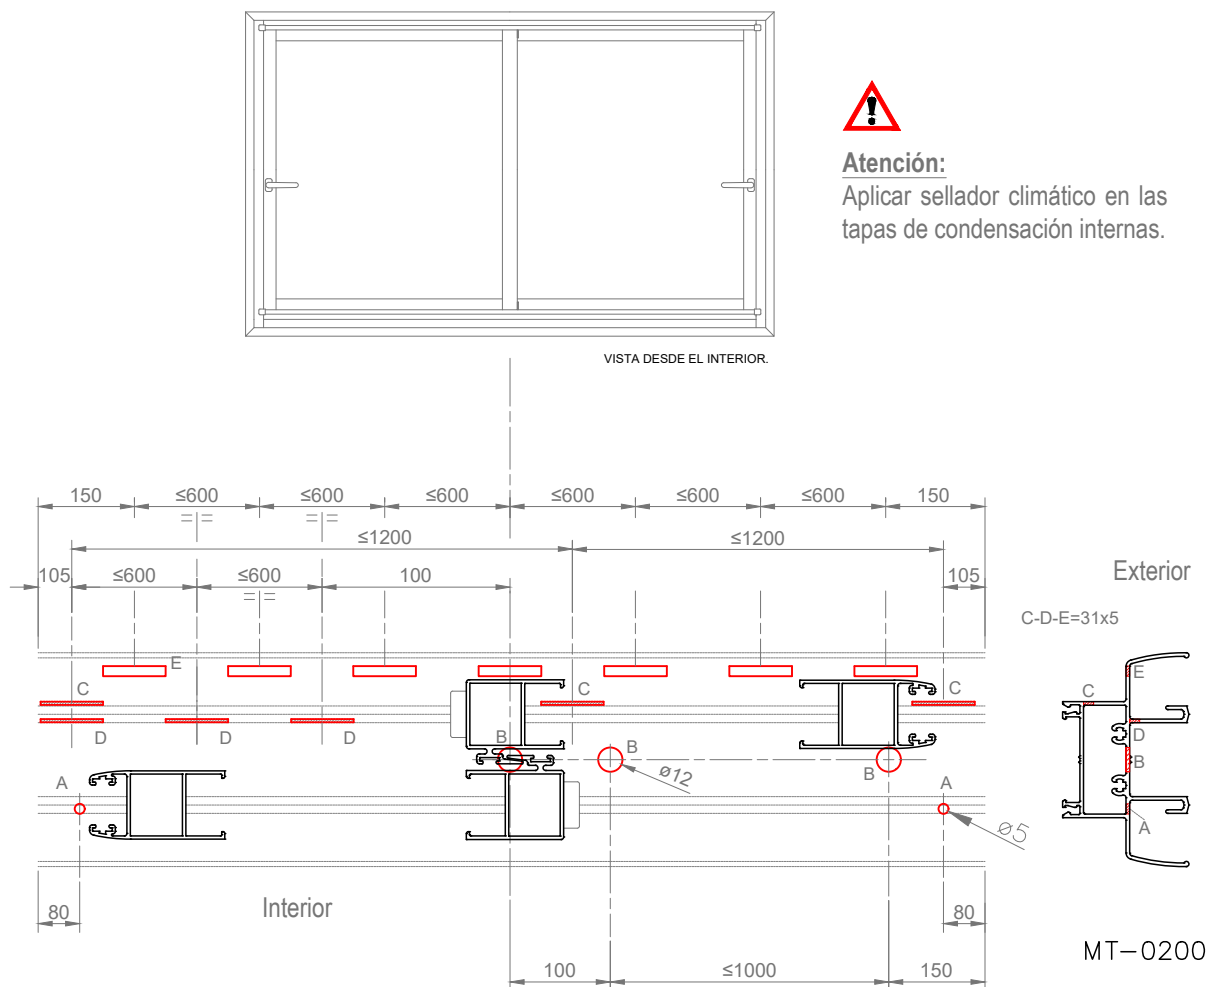 Atención:
Aplicar sellador climático en las
tapas de condensación internas.
VISTA DESDE EL INTERIOR.
150 ≤600 ≤600 ≤600 ≤600 ≤600 ≤600 150
= = = =
≤1200 ≤1200
105 ≤600 ≤600 100 105
= =
Exterior
C-D-E=31x5
E
C C C
D D D
B B B
ø12
A A
ø5
E
C
D
B
A
Interior
80 80
MT-0200
100 ≤1000 150